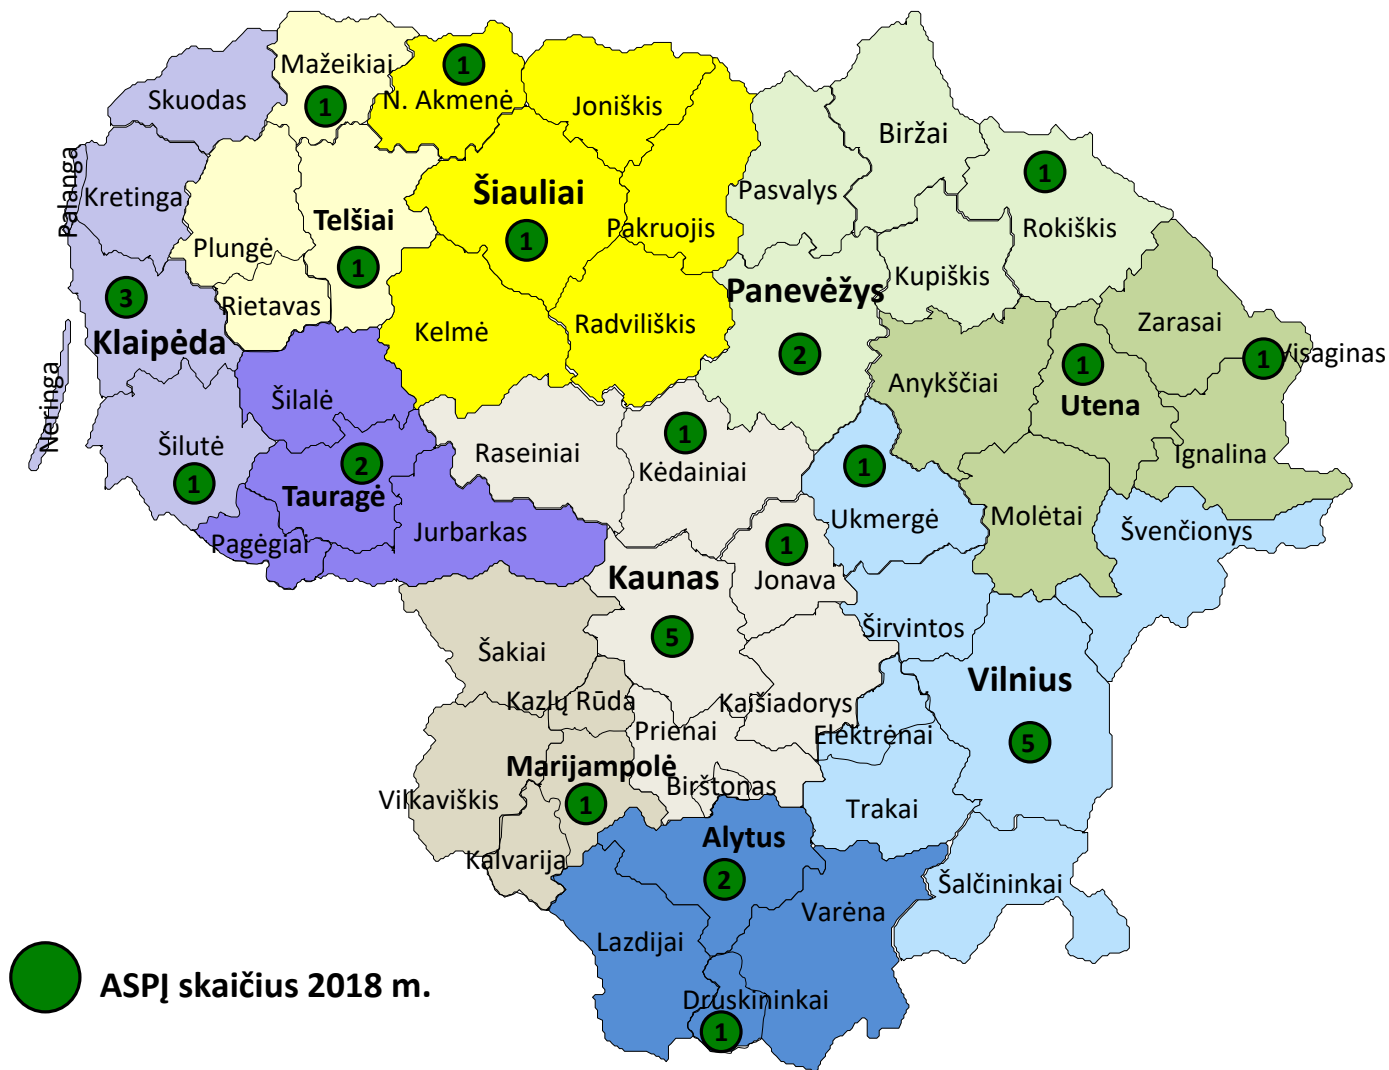 Mažeikiai
1
N. Akmenė
1
Skuodas
Joniškis
Biržai
Palanga
Kretinga
Telšiai
1
Šiauliai
1
Pasvalys
Rokiškis
1
Plungė
Pakruojis
Kupiškis
Rietavas
Panevėžys
2
Klaipėda
3
Kelmė
Radviliškis
Zarasai
Visaginas
1
Neringa
Šilalė
Anykščiai
Utena
1
Šilutė
1
Tauragė
2
Raseiniai
Kėdainiai
1
Ignalina
Ukmergė
1
Molėtai
Švenčionys
Pagėgiai
Jurbarkas
Kaunas
5
Jonava
1
Širvintos
Šakiai
Kazlų Rūda
Kaišiadorys
Vilnius
5
Prienai
Elektrėnai
Marijampolė
1
Birštonas
Vilkaviškis
Trakai
Kalvarija
Alytus
2
Šalčininkai
Varėna
Lazdijai
Druskininkai
1
ASPĮ skaičius 2018 m.